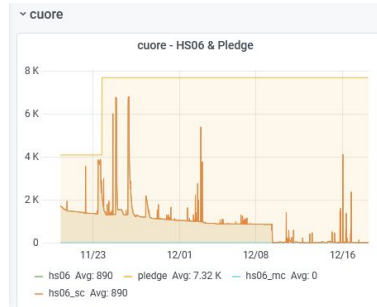 cuore
cuore - HS06 & Pledge
8 K
6 K
4 K
2 K
0
11/23 12/01 12/08 12/16
hs06 Avg: 890 pledge Avg: 7.32 K hs06_mc Avg: 0
hs06_sc Avg: 890